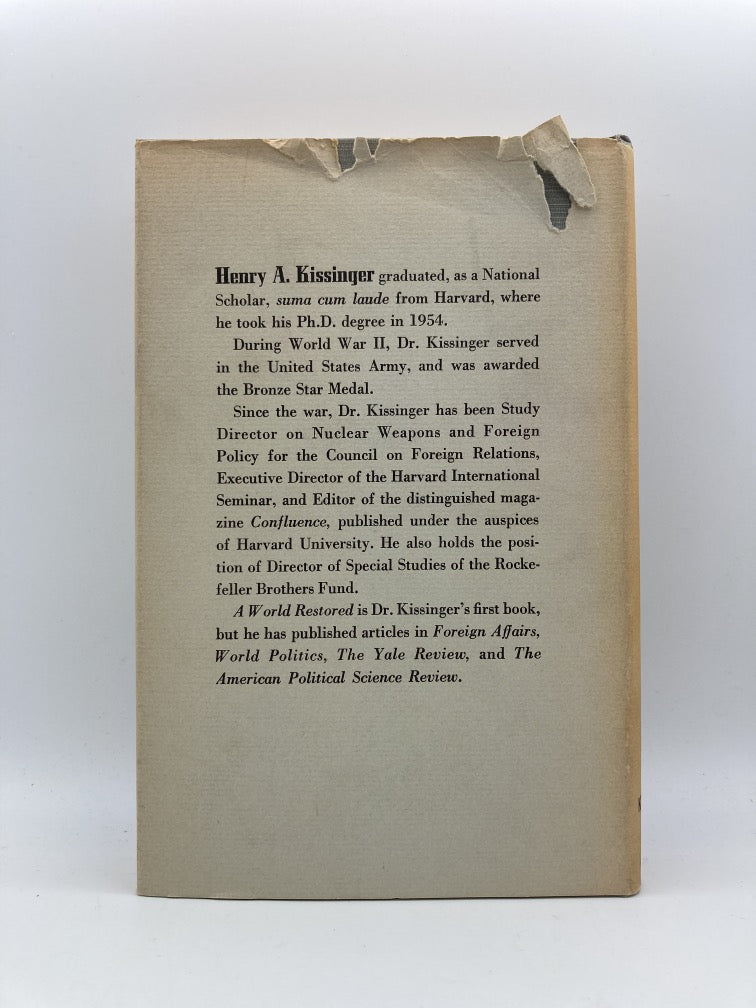 Henry A. Kissinger graduated, as a National
Scholar, suma cum laude from Harvard, where
he took his Ph.D. degree in 1954.
During World War II, Dr. Kissinger served
in the United States Army, and was awarded
the Bronze Star Medal.
Since the war, Dr. Kissinger has been Study
Director on Nuclear Weapons and Foreign
Policy for the Council on Foreign Relations,
Executive Director of the Harvard International
Seminar, and Editor of the distinguished maga-
zine Confluence, published under the auspices
of Harvard University. He also holds the posi-
tion of Director of Special Studies of the Rocke-
feller Brothers Fund.
A World Restored is Dr. Kissinger's first book,
but he has published articles in Foreign Affairs,
World Politics, The Yale Review, and The
American Political Science Review.